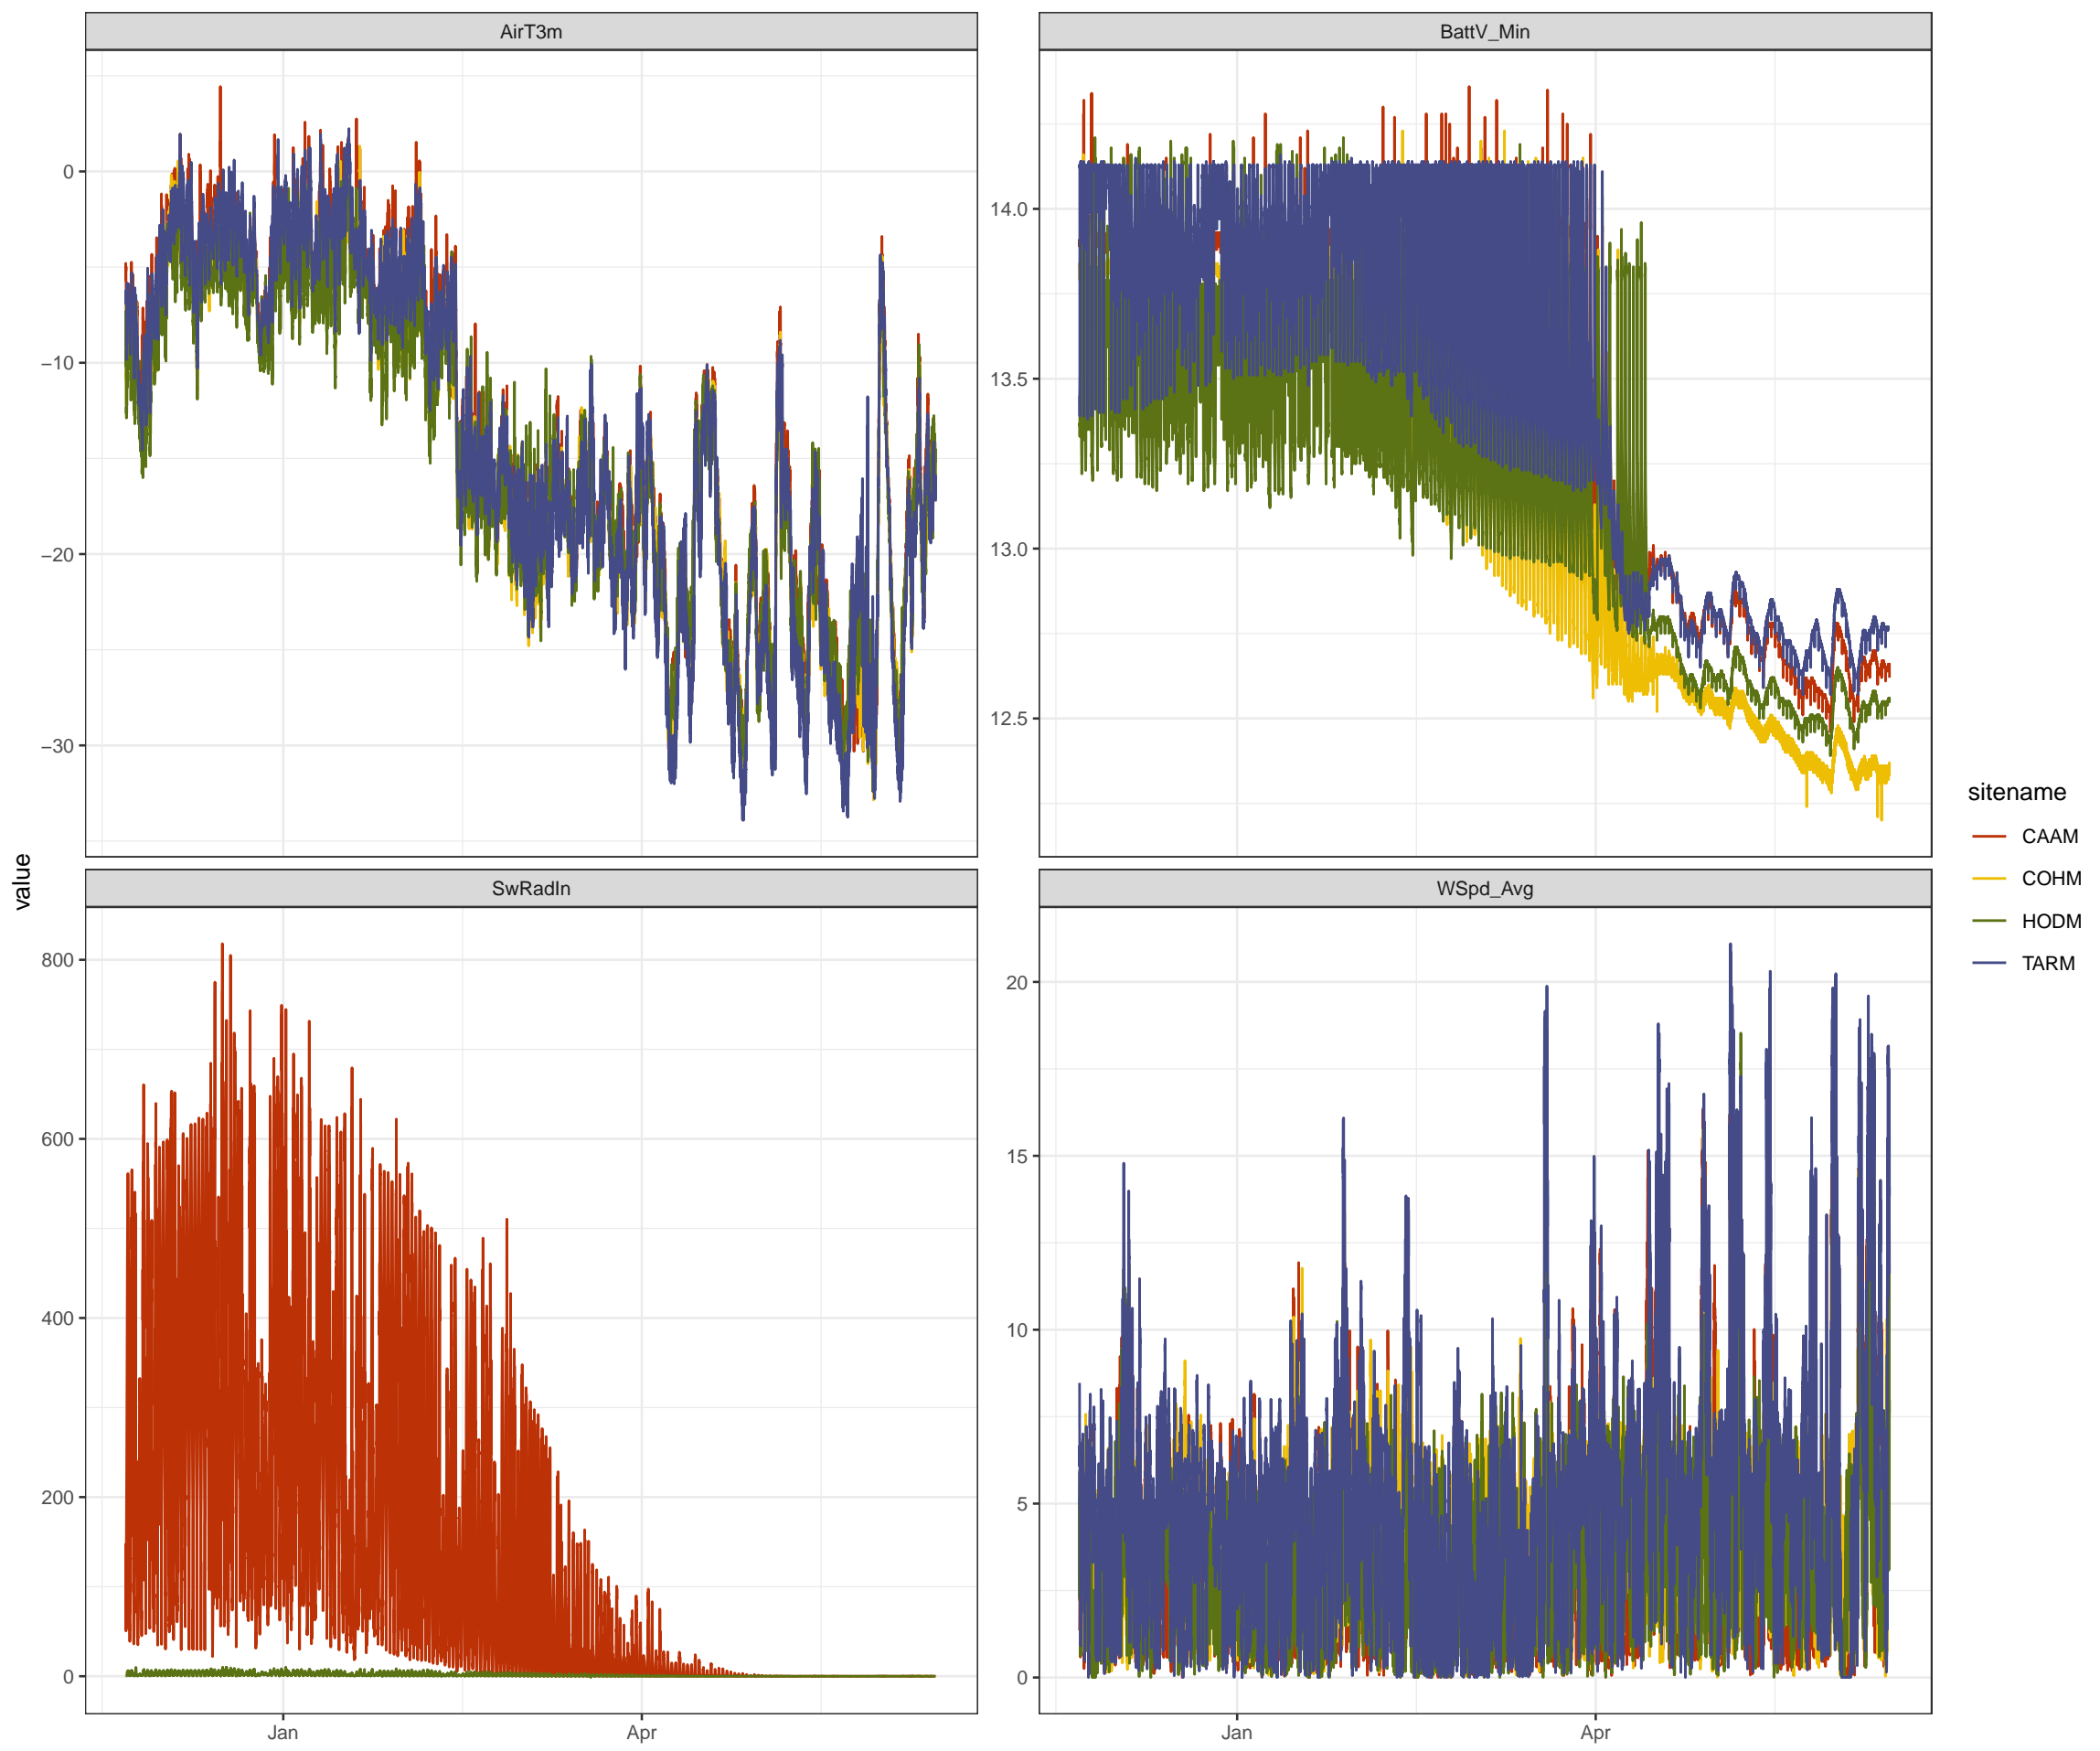 AirT3m
BattV_Min
0
−10
−20
−30
14.0
13.5
13.0
12.5
SwRadIn
WSpd_Avg
800
600
400
200
0
20
15
10
5
0
Jan
Apr
Jan
Apr
value
sitename
CAAM
COHM
HODM
TARM